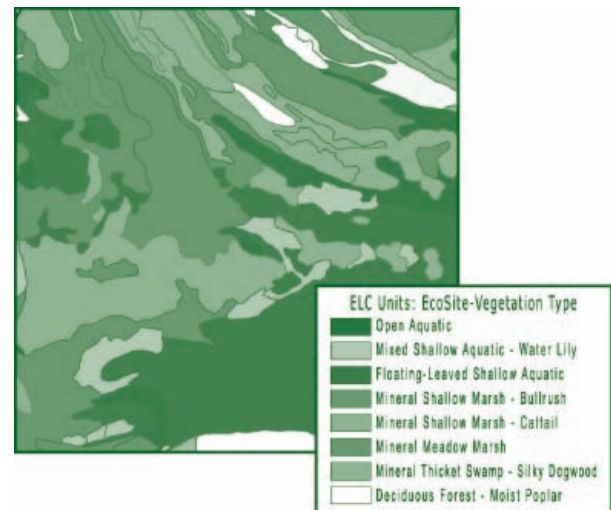 ELC Units: EcoSite-Vegetation Type
Open Aquatic
Mixed Shallow Aquatic - Water Lily
Floating-Leaved Shallow Aquatic
Mineral Shallow Marsh - Bullrush
Mineral Shallow Marsh - Cattail
Mineral Meadow Marsh
Mineral Thicket Swamp - Silky Dogwood
Deciduous Forest - Moist Poplar